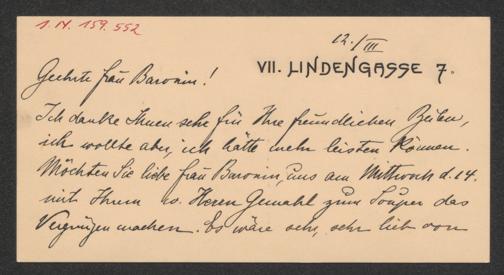 I.N. 159.552
12./III
VII. LINDENGASSE 7.
Geehrte Frau Baronin!
Ich danke Ihnen sehr für Ihre freundlichen Zeilen,
ich wollte aber, ich hätte mehr leisten können.
Möchten Sie liebe Frau Baronin, uns am Mittwoch d. 14.
mit Ihrem w. Herrn Gemahl zum Souper das
Vergnügen machen. Es wäre sehr, sehr lieb von